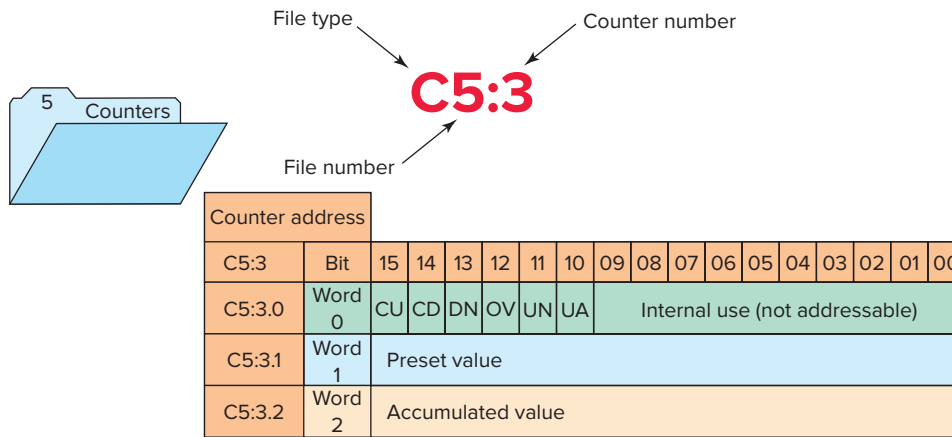 File type
Counter number
C5:3
5
Counters
File number
Counter address
C5:3 Bit 15 14 13 12 11 10 09 08 07 06 05 04 03 02 01 00
C5:3.0 Word 0 CU CD DN OV UN UA Internal use (not addressable)
C5:3.1 Word 1 Preset value
C5:3.2 Word 2 Accumulated value